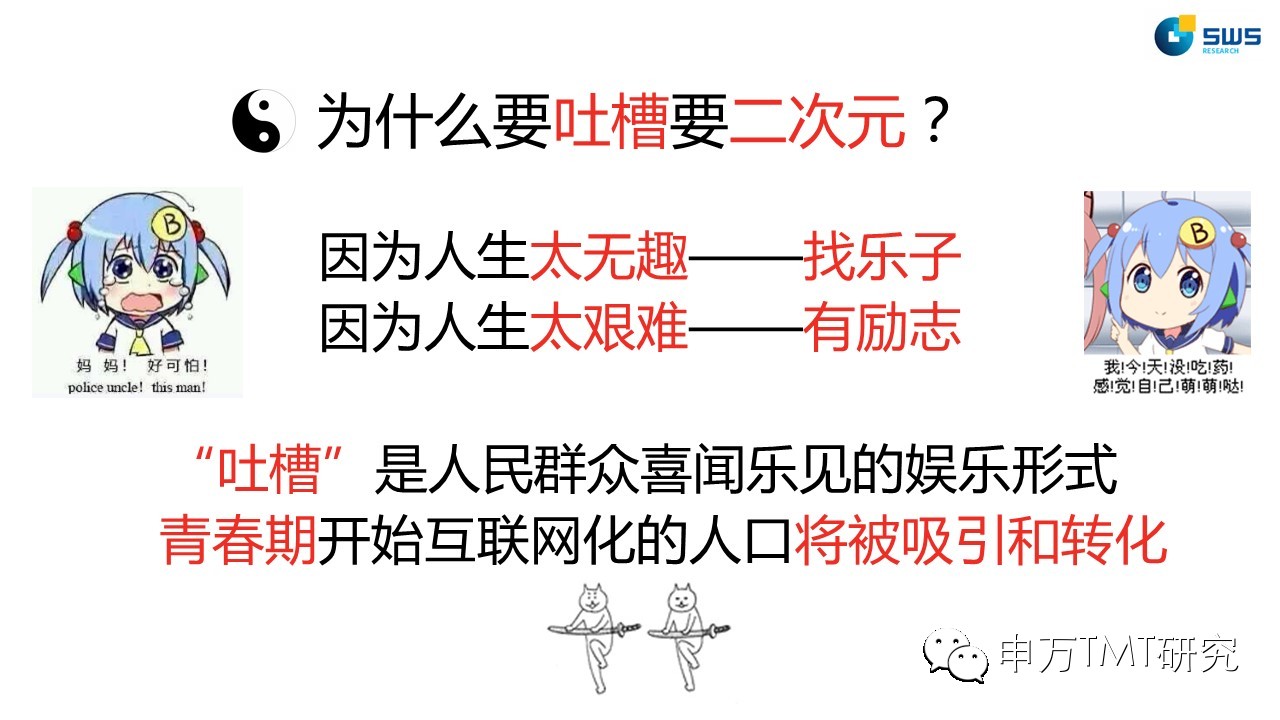 SWS
RESEARCH
为什么要吐槽要二次元？
因为人生太无趣——找乐子
因为人生太艰难——有励志
B
妈 妈！ 好可怕！
police uncle！this man！
B
我!今!天!没!吃!药!
感!觉!自!己!萌!萌!哒!
“吐槽”是人民群众喜闻乐见的娱乐形式
青春期开始互联网化的人口将被吸引和转化
申万TMT研究